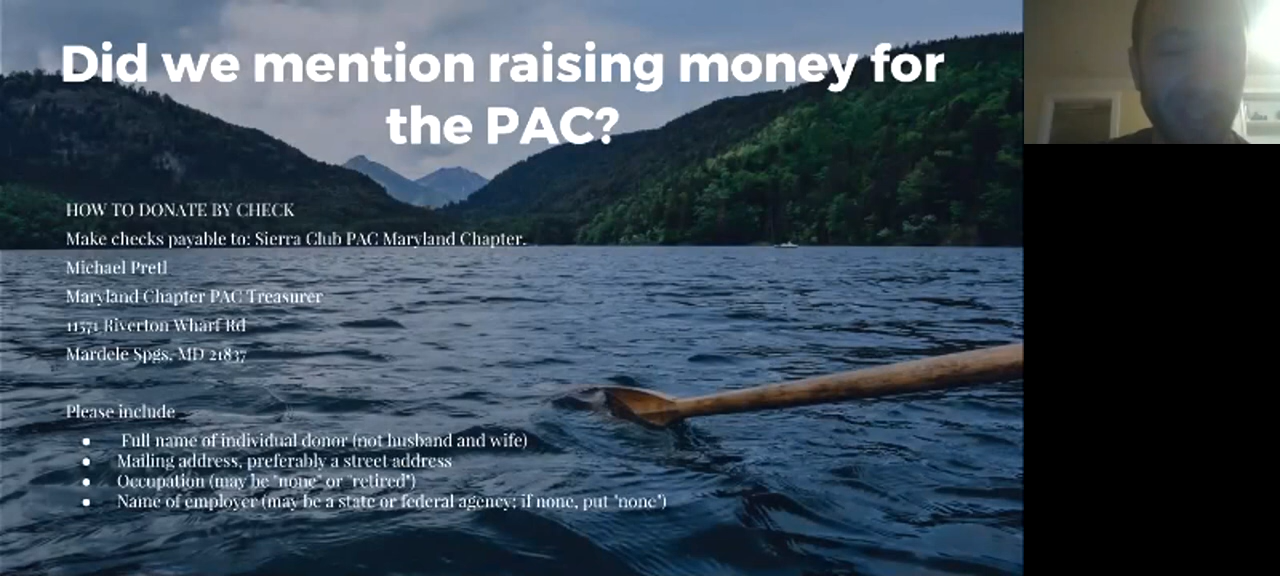 Did we mention raising money for
the PAC?
HOW TO DONATE BY CHECK
Make checks payable to: Sierra Club PAC Maryland Chapter.
Michael Pretl
Maryland Chapter PAC Treasurer
11571 Riverton Wharf Rd
Mardele Spgs, MD 21837
Please include
● Full name of individual donor (not husband and wife)
● Mailing address, preferably a street address
● Occupation (may be "none" or "retired")
● Name of employer (may be a state or federal agency; if none, put "none")